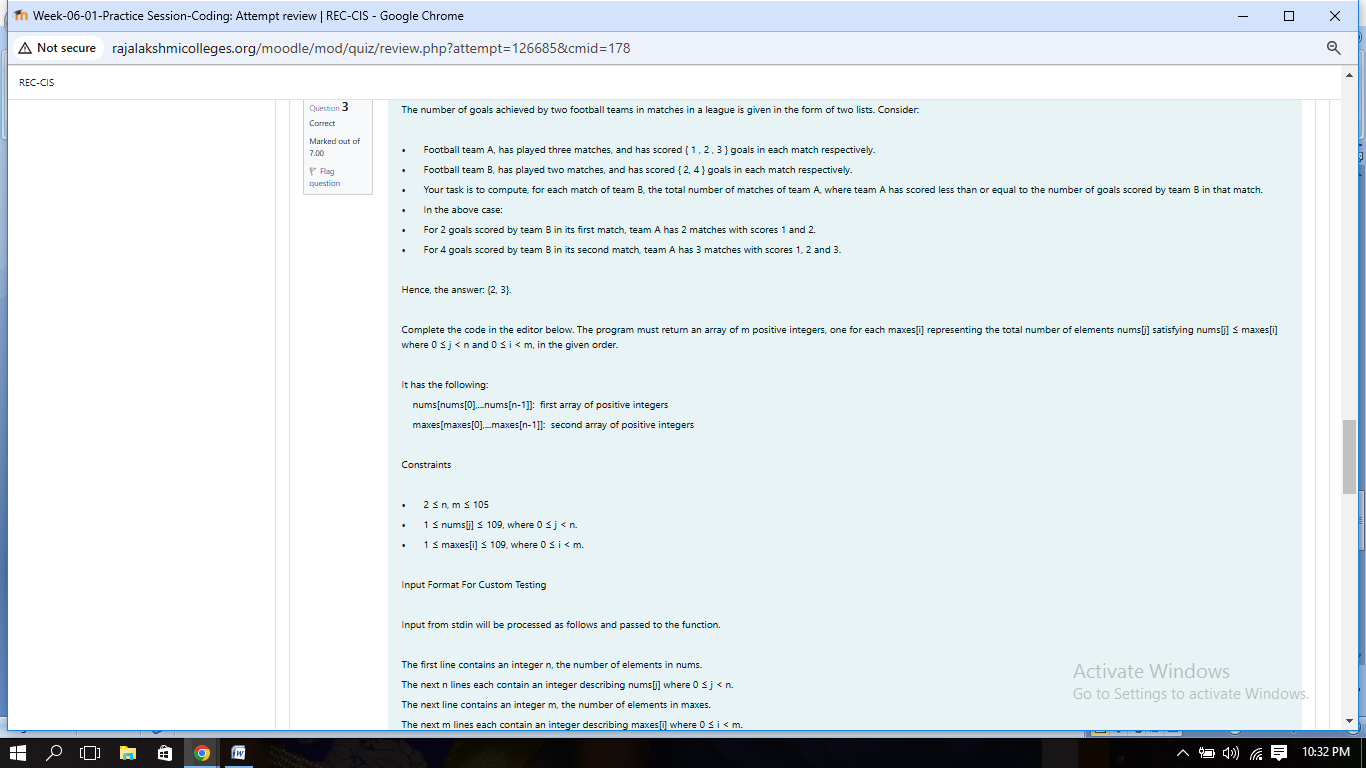 Week-06-01-Practice Session-Coding: Attempt review | REC-CIS - Google Chrome
Not secure rajalakshmicolleges.org/moodle/mod/quiz/review.php?attempt=126685&cmid=178
REC-CIS
Question 3
Correct
Marked out of
7.00
Flag
question
The number of goals achieved by two football teams in matches in a league is given in the form of two lists. Consider:
• Football team A, has played three matches, and has scored { 1 , 2 , 3 } goals in each match respectively.
• Football team B, has played two matches, and has scored { 2, 4 } goals in each match respectively.
• Your task is to compute, for each match of team B, the total number of matches of team A, where team A has scored less than or equal to the number of goals scored by team B in that match.
• In the above case:
• For 2 goals scored by team B in its first match, team A has 2 matches with scores 1 and 2.
• For 4 goals scored by team B in its second match, team A has 3 matches with scores 1, 2 and 3.
Hence, the answer: {2, 3}.
Complete the code in the editor below. The program must return an array of m positive integers, one for each maxes[i] representing the total number of elements nums[j] satisfying nums[j] ≤ maxes[i]
where 0 ≤ j < n and 0 ≤ i < m, in the given order.
It has the following:
nums[nums[0],...nums[n-1]]: first array of positive integers
maxes[maxes[0],...maxes[n-1]]: second array of positive integers
Constraints
• 2 ≤ n, m ≤ 105
• 1 ≤ nums[j] ≤ 109, where 0 ≤ j < n.
• 1 ≤ maxes[i] ≤ 109, where 0 ≤ i < m.
Input Format For Custom Testing
Input from stdin will be processed as follows and passed to the function.
The first line contains an integer n, the number of elements in nums.
The next n lines each contain an integer describing nums[j] where 0 ≤ j < n.
The next line contains an integer m, the number of elements in maxes.
The next m lines each contain an integer describing maxes[i] where 0 ≤ i < m.
Activate Windows
Go to Settings to activate Windows.
10:32 PM